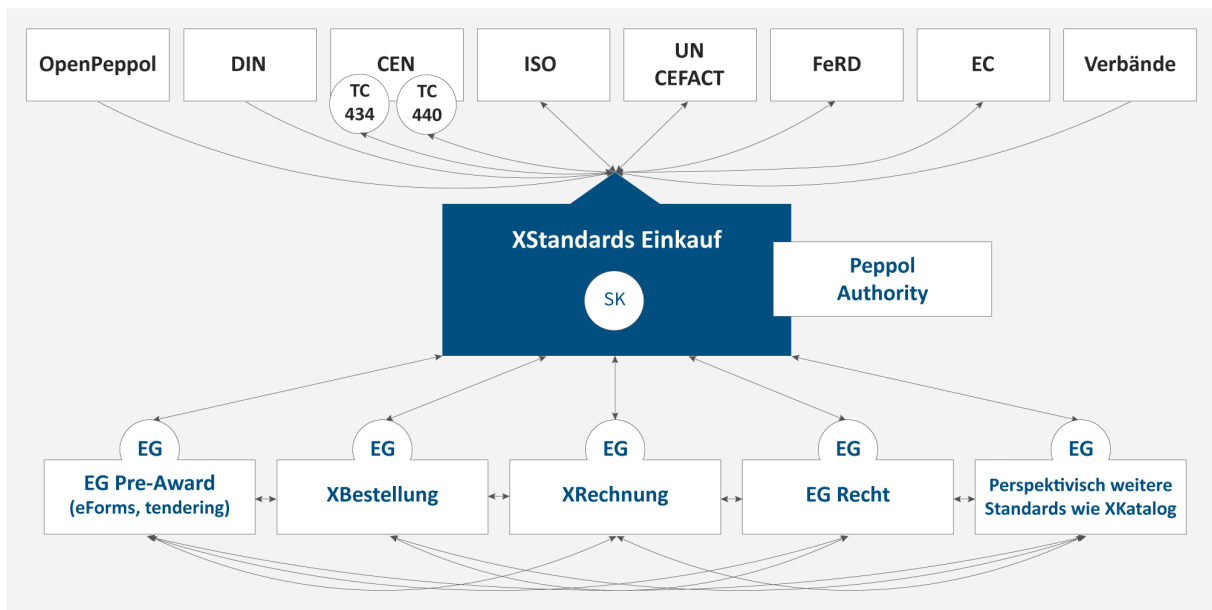 OpenPeppol
DIN
CEN
TC
434
TC
440
ISO
UN
CEFACT
FeRD
EC
Verbände
XStandards Einkauf
SK
Peppol
Authority
EG
EG Pre-Award
(eForms, tendering)
EG
XBestellung
EG
XRechnung
EG
EG Recht
EG
Perspektivisch weitere
Standards wie XKatalog